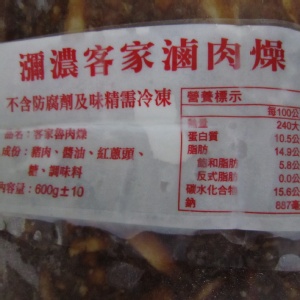 瀰濃客家滷肉燥
不含防腐劑及味精需冷凍
品名：客家魯肉燥
成份：豬肉、醬油、紅蔥頭、
糖、調味料
內容量：600g±10
營養標示
每100公
熱量 240大
蛋白質 10.5公
脂肪 14.9公
飽和脂肪 5.8公
反式脂肪 0.0公
碳水化合物 15.6公
鈉 887毫